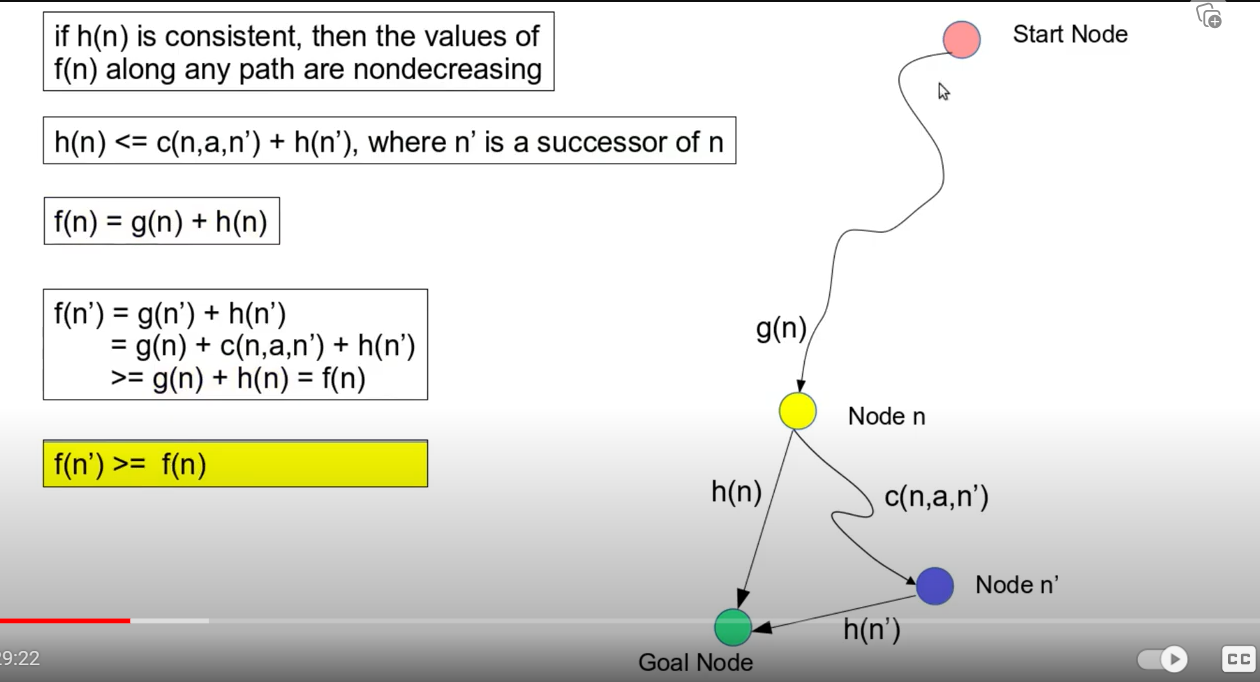 if h(n) is consistent, then the values of
f(n) along any path are nondecreasing
h(n) <= c(n,a,n’) + h(n’), where n’ is a successor of n
f(n) = g(n) + h(n)
f(n’) = g(n’) + h(n’)
= g(n) + c(n,a,n’) + h(n’)
>= g(n) + h(n) = f(n)
f(n’) >= f(n)
Start Node
g(n)
Node n
h(n)
c(n,a,n’)
Node n’
h(n’)
Goal Node
9:22
CC